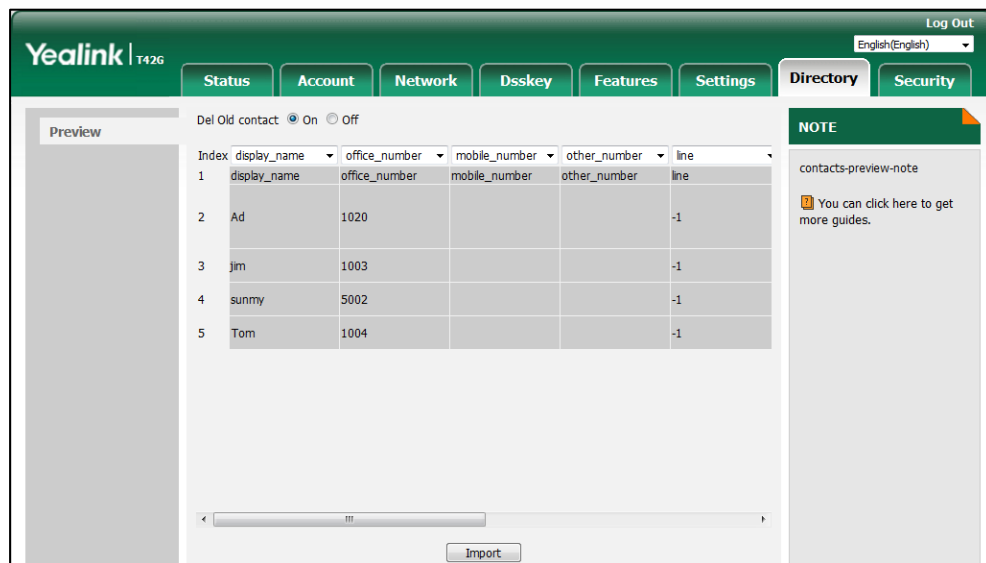 Log Out
Yealink | T42G
English(English)
Status Account Network Dsskey Features Settings Directory Security
Preview
Del Old contact On Off
Index display_name office_number mobile_number other_number line
1 display_name office_number mobile_number other_number line
2 Ad 1020 -1
3 jim 1003 -1
4 sunmy 5002 -1
5 Tom 1004 -1
Import
NOTE
contacts-preview-note
You can click here to get
more guides.